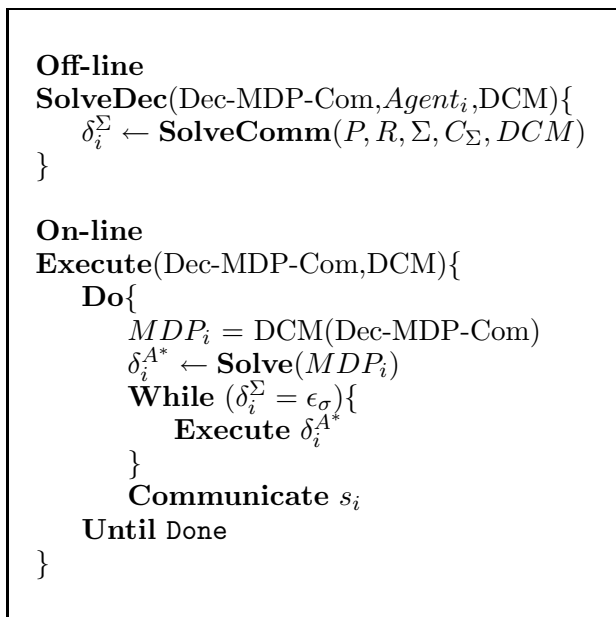 Off-line
SolveDec(Dec-MDP-Com,Agent_i,DCM){
δ_i^Σ ← SolveComm(P, R, Σ, C_Σ, DCM)
}
On-line
Execute(Dec-MDP-Com,DCM){
Do{
MDP_i = DCM(Dec-MDP-Com)
δ_i^{A*} ← Solve(MDP_i)
While (δ_i^Σ = ϵ_σ){
Execute δ_i^{A*}
}
Communicate s_i
Until Done
}